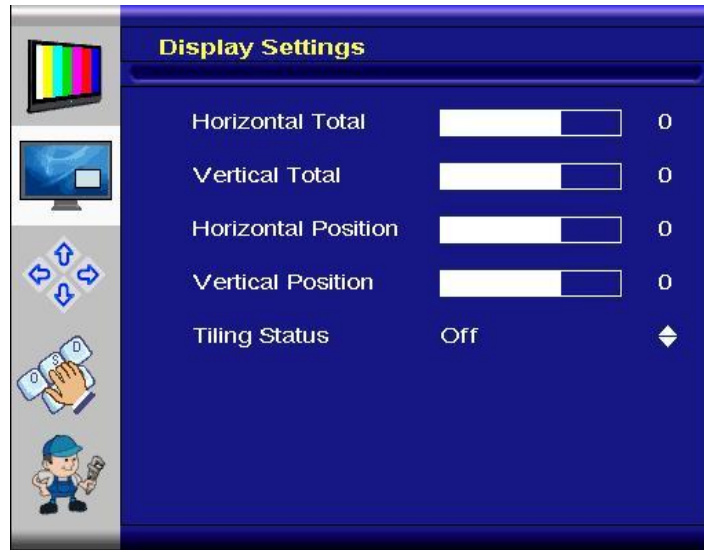 Display Settings
Horizontal Total 0
Vertical Total 0
Horizontal Position 0
Vertical Position 0
Tiling Status Off
O S D